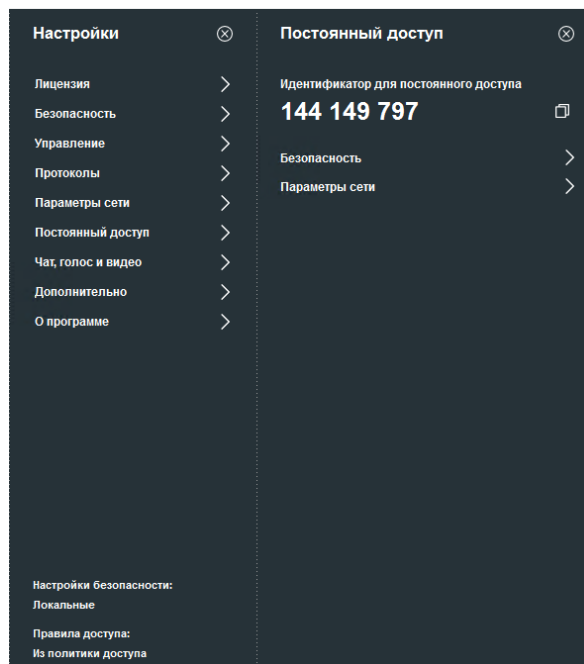 Настройки
Лицензия
Безопасность
Управление
Протоколы
Параметры сети
Постоянный доступ
Чат, голос и видео
Дополнительно
О программе
Настройки безопасности:
Локальные
Правила доступа:
Из политики доступа
Постоянный доступ
Идентификатор для постоянного доступа
144 149 797
Безопасность
Параметры сети